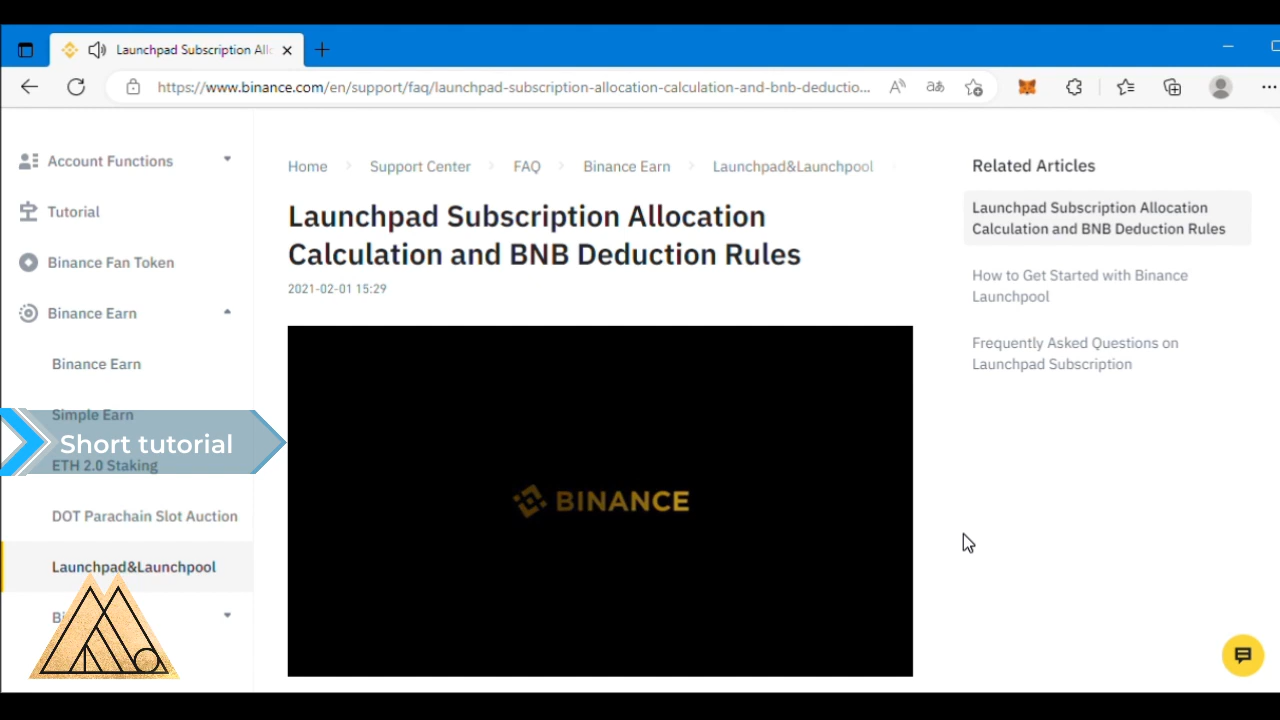 Launchpad Subscription Allo
https://www.binance.com/en/support/faq/launchpad-subscription-allocation-calculation-and-bnb-deductio...
Account Functions
Tutorial
Binance Fan Token
Binance Earn
Binance Earn
Simple Earn
Short tutorial
ETH 2.0 Staking
DOT Parachain Slot Auction
Launchpad&Launchpool
Bi
Home
Support Center
FAQ
Binance Earn
Launchpad&Launchpool
Launchpad Subscription Allocation
Calculation and BNB Deduction Rules
2021-02-01 15:29
BINANCE
Related Articles
Launchpad Subscription Allocation
Calculation and BNB Deduction Rules
How to Get Started with Binance
Launchpool
Frequently Asked Questions on
Launchpad Subscription